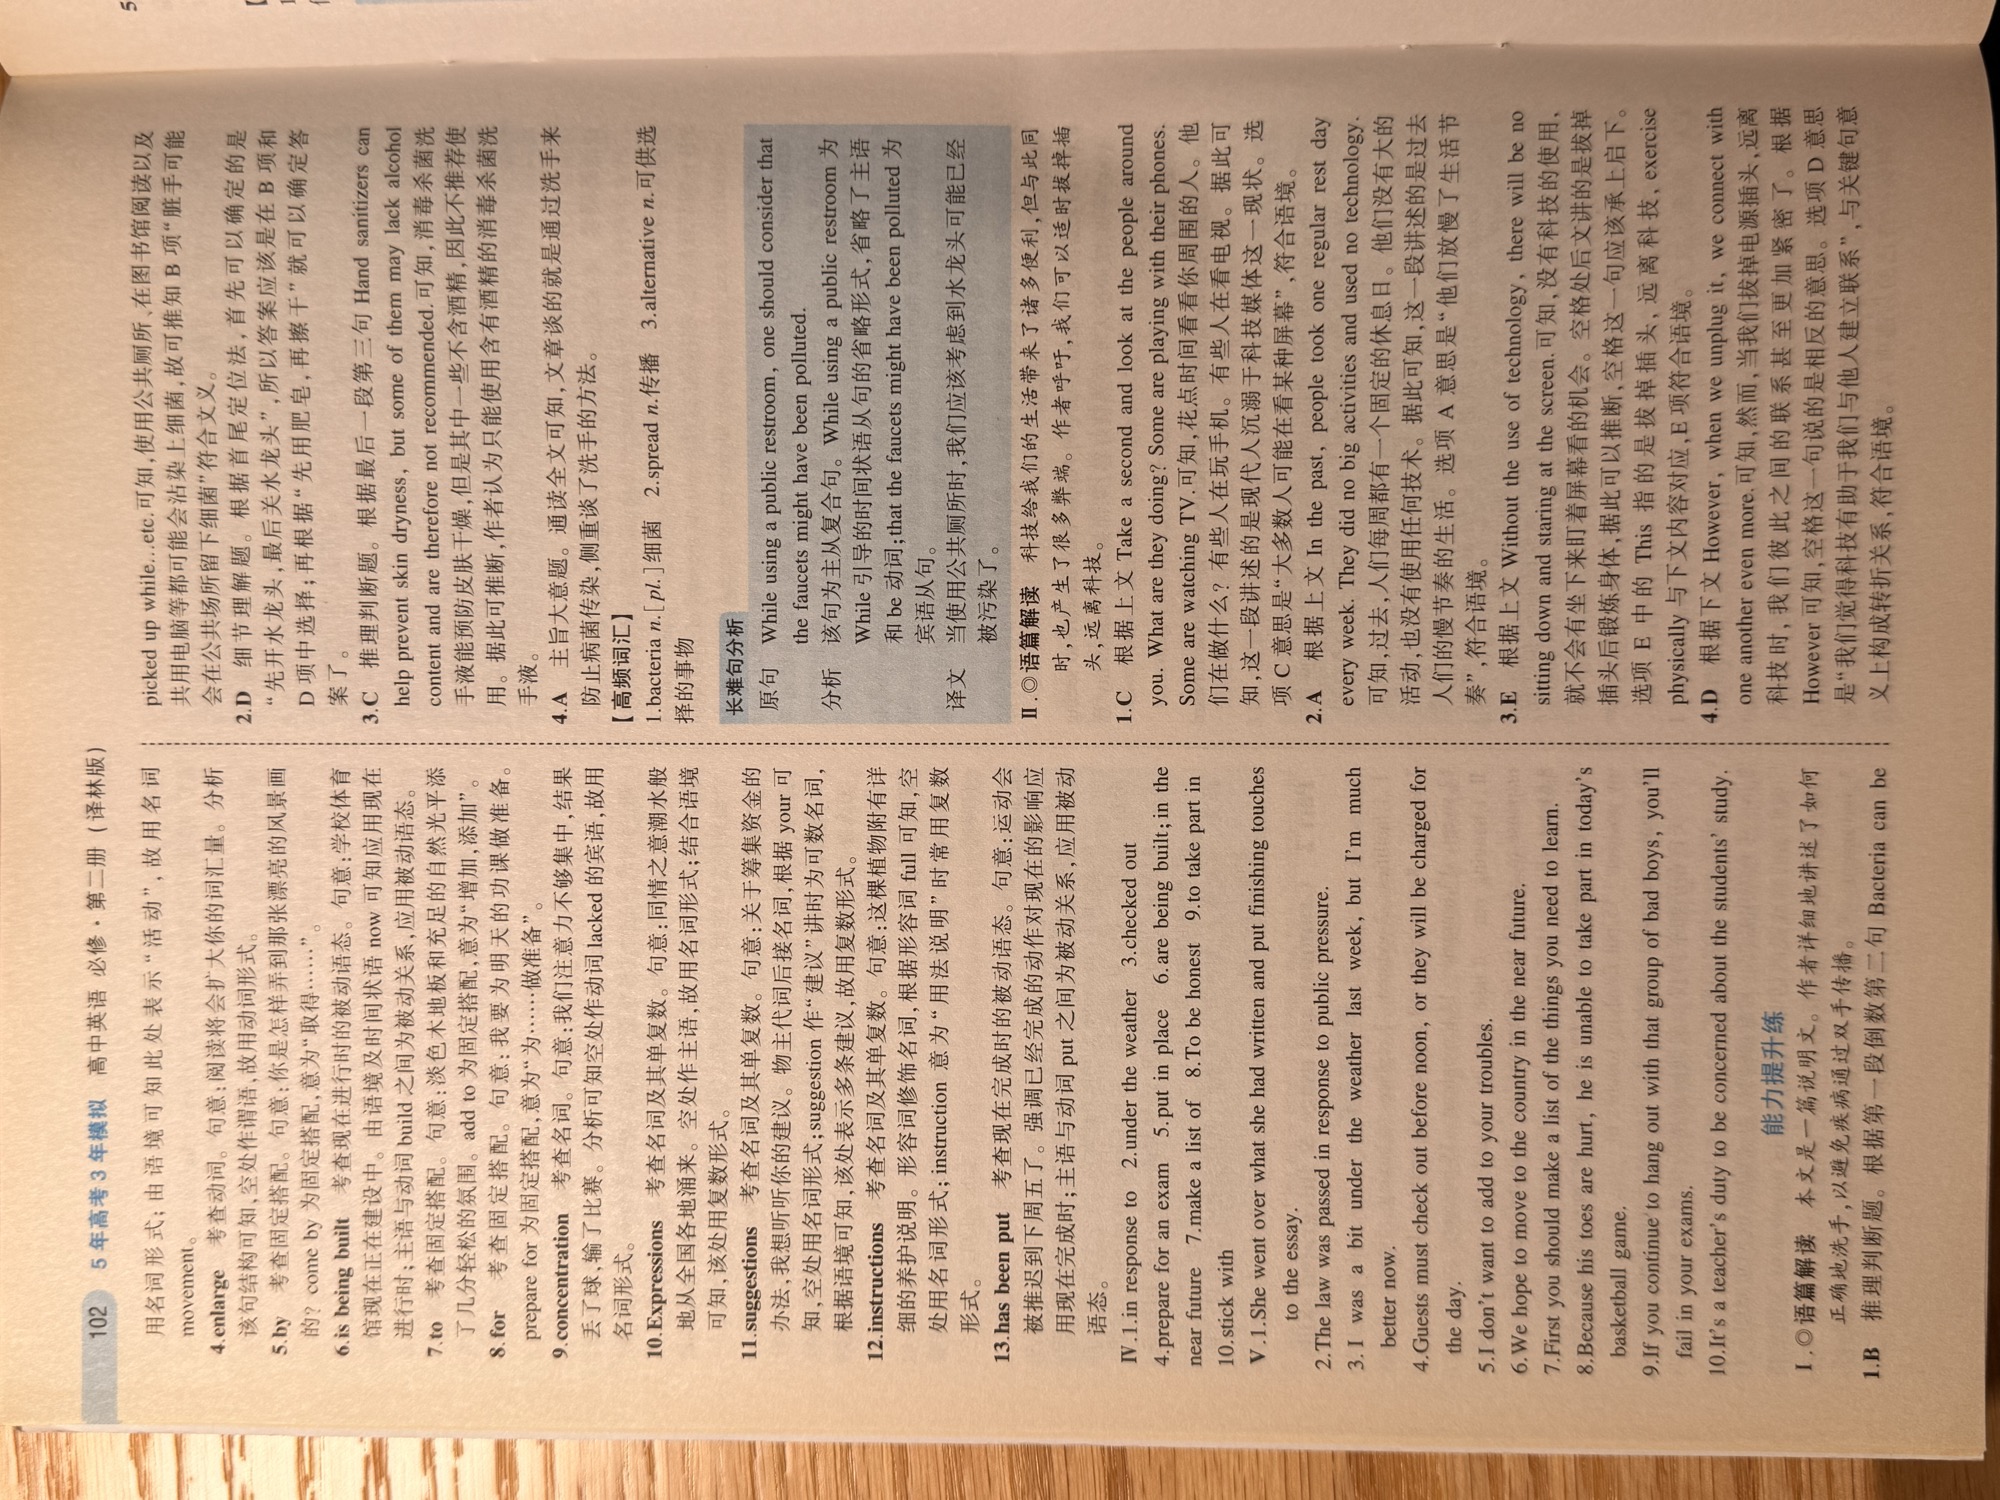 102 5年高考3年模拟 高中英语 必修·第二册(译林版)
用名词形式;由语境可知此处表示“活动”,故用名词
movement。
4.enlarge 考查动词。句意:阅读将会扩大你的词汇量。分析
该句结构可知,空处作谓语,故用动词形式。
5.by 考查固定搭配。句意:你是怎样弄到那张漂亮的风景画
的? come by 为固定搭配,意为“取得……”。
6.is being built 考查现在进行时的被动语态。句意:学校体育
馆现在正在建设中。由语境及时间状语 now 可知应用现在
进行时;主语与动词 build 之间为被动关系,应用被动语态。
7.to 考查固定搭配。句意:淡色木地板和充足的自然光平添
了几分轻松的氛围。add to 为固定搭配,意为“增加,添加”。
8.for 考查固定搭配。句意:我要为明天的功课做准备。
prepare for 为固定搭配,意为“为……做准备”。
9.concentration 考查名词。句意:我们注意力不够集中,结果
丢了球,输了比赛。分析可知空处作动词 lacked 的宾语,故用
名词形式。
10.Expressions 考查名词及其单复数。句意:同情之意潮水般
地从全国各地涌来。空处作主语,故用名词形式;结合语境
可知,该处用复数形式。
11.suggestions 考查名词及其单复数。句意:关于筹集资金的
办法,我想听听你的建议。物主代词后接名词,根据 your 可
知,空处用名词形式;suggestion 作“建议”讲时为可数名词,
根据语境可知,该处表示多条建议,故用复数形式。
12.instructions 考查名词及其单复数。句意:这棵植物附有详
细的养护说明。形容词修饰名词,根据形容词 full 可知,空
处用名词形式;instruction 意为“用法说明”时常用复数
形式。
13.has been put 考查现在完成时的被动语态。句意:运动会
被推迟到下周五了。强调已经完成的动作对现在的影响应
用现在完成时;主语与动词 put 之间为被动关系,应用被动
语态。
Ⅳ.1.in response to 2.under the weather 3.checked out
4.prepare for an exam 5.put in place 6.are being built;in the
near future 7.make a list of 8.To be honest 9.to take part in
10.stick with
Ⅴ.1.She went over what she had written and put finishing touches
to the essay.
2.The law was passed in response to public pressure.
3.I was a bit under the weather last week, but I'm much
better now.
4.Guests must check out before noon, or they will be charged for
the day.
5.I don't want to add to your troubles.
6.We hope to move to the country in the near future.
7.First you should make a list of the things you need to learn.
8.Because his toes are hurt, he is unable to take part in today's
basketball game.
9.If you continue to hang out with that group of bad boys, you'll
fail in your exams.
10.It's a teacher's duty to be concerned about the students' study.
能力提升练
Ⅰ.◎语篇解读 本文是一篇说明文。作者详细地讲述了如何
正确地洗手,以避免疾病通过双手传播。
1.B 推理判断题。根据第一段倒数第二句 Bacteria can be
picked up while…etc.可知,使用公共厕所、在图书馆阅读以及
共用电脑等都可能会沾染上细菌,故可推知 B 项“脏手可能
会在公共场所留下细菌”符合文义。
2.D 细节理解题。根据首尾定位法,首先可以确定的是
“先开水龙头,最后关水龙头”,所以答案应该是在 B 项和
D 项中选择;再根据“先用肥皂,再擦干”就可以确定答
案了。
3.C 推理判断题。根据最后一段第三句 Hand sanitizers can
help prevent skin dryness, but some of them may lack alcohol
content and are therefore not recommended.可知,消毒杀菌洗
手液能预防皮肤干燥,但是其中一些不含酒精,因此不推荐使
用。据此可推断,作者认为只能使用含有酒精的消毒杀菌洗
手液。
4.A 主旨大意题。通读全文可知,文章谈的就是通过洗手来
防止病菌传染,侧重谈了洗手的方法。
【高频词汇】
1.bacteria n.[pl.]细菌 2.spread n.传播 3.alternative n.可供选
择的事物
长难句分析
原句 While using a public restroom, one should consider that
the faucets might have been polluted.
分析 该句为主从复合句。While using a public restroom 为
While 引导的时间状语从句的省略形式,省略了主语
和 be 动词;that the faucets might have been polluted 为
宾语从句。
译文 当使用公共厕所时,我们应该考虑到水龙头可能已经
被污染了。
Ⅱ.◎语篇解读 科技给我们的生活带来了诸多便利,但与此同
时,也产生了很多弊端。作者呼吁,我们可以适时拔掉插
头,远离科技。
1.C 根据上文 Take a second and look at the people around
you. What are they doing? Some are playing with their phones.
Some are watching TV.可知,花点时间看看你周围的人。他
们在做什么? 有些人在玩手机。有些人在看电视。据此可
知,这一段讲述的是现代人沉溺于科技媒体这一现状。选
项 C 意思是“大多数人可能在看某种屏幕”,符合语境。
2.A 根据上文 In the past, people took one regular rest day
every week. They did no big activities and used no technology.
可知,过去,人们每周都有一个固定的休息日。他们没有大的
活动,也没有使用任何技术。据此可知,这一段讲述的是过去
人们的慢节奏的生活。选项 A 意思是“他们放慢了生活节
奏”,符合语境。
3.E 根据上文 Without the use of technology, there will be no
sitting down and staring at the screen.可知,没有科技的使用,
就不会有坐下来盯着屏幕看的机会。空格处后文讲的是拔掉
插头后锻炼身体,据此可以推断,空格这一句应该承上启下。
选项 E 中的 This 指的是拔掉插头,远离科技, exercise
physically 与下文内容对应,E 项符合语境。
4.D 根据下文 However, when we unplug it, we connect with
one another even more.可知,然而,当我们拔掉电源插头,远离
科技时,我们彼此之间的联系甚至更加紧密了。根据
However 可知,空格这一句说的是相反的意思。选项 D 意思
是“我们觉得科技有助于我们与他人建立联系”,与关键句意
义上构成转折关系,符合语境。